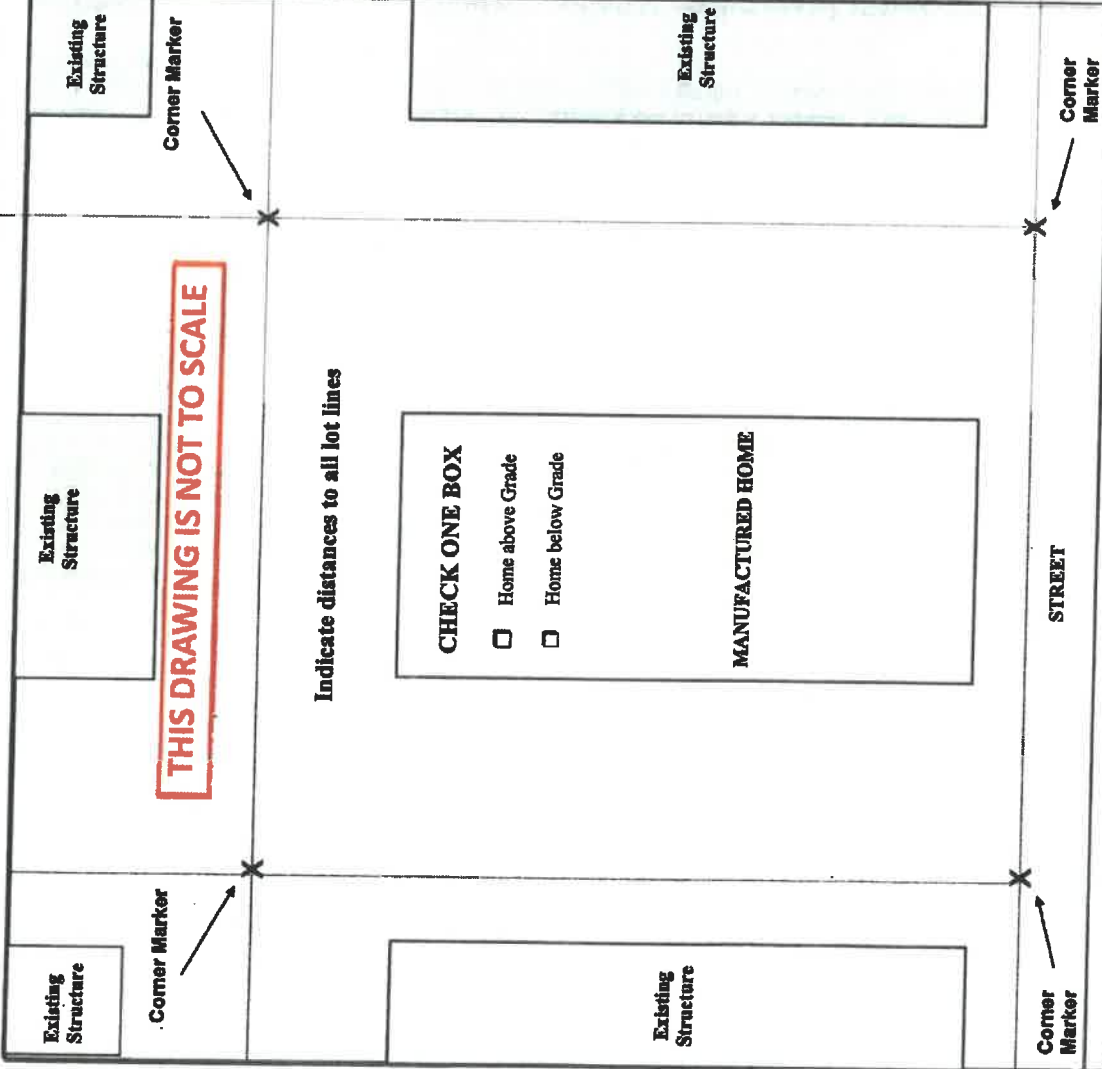 Existing
Structure
Existing
Structure
Existing
Structure
Corner Marker
Corner Marker
THIS DRAWING IS NOT TO SCALE
Indicate distances to all lot lines
CHECK ONE BOX
Home above Grade
Home below Grade
Existing
Structure
MANUFACTURED HOME
Existing
Structure
Corner
Marker
STREET
Corner
Marker